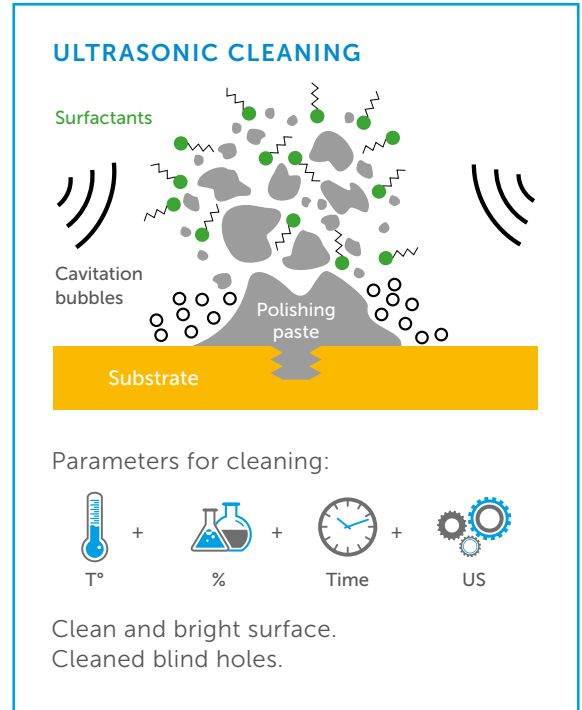 ULTRASONIC CLEANING
Surfactants
Cavitation
bubbles
Polishing
paste
Substrate
Parameters for cleaning:
+ + +
T° % Time US
Clean and bright surface.
Cleaned blind holes.